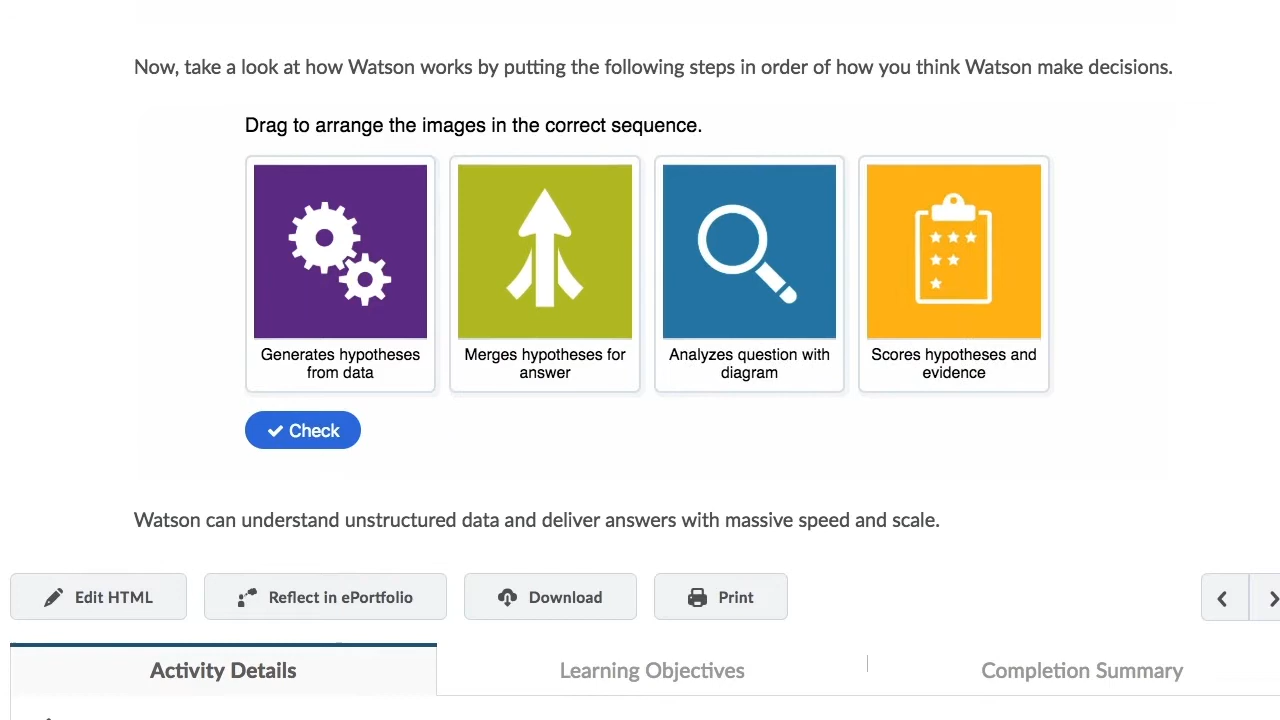 Now, take a look at how Watson works by putting the following steps in order of how you think Watson make decisions.
Drag to arrange the images in the correct sequence.
Generates hypotheses
from data
Merges hypotheses for
answer
Analyzes question with
diagram
Scores hypotheses and
evidence
Check
Watson can understand unstructured data and deliver answers with massive speed and scale.
Edit HTML
Reflect in ePortfolio
Download
Print
Activity Details
Learning Objectives
Completion Summary